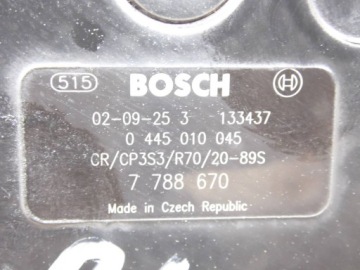 515 BOSCH
02-09-25 3 133437
0 445 010 045
CR/CP3S3/R70/20-89S
7 788 670
Made in Czech Republic